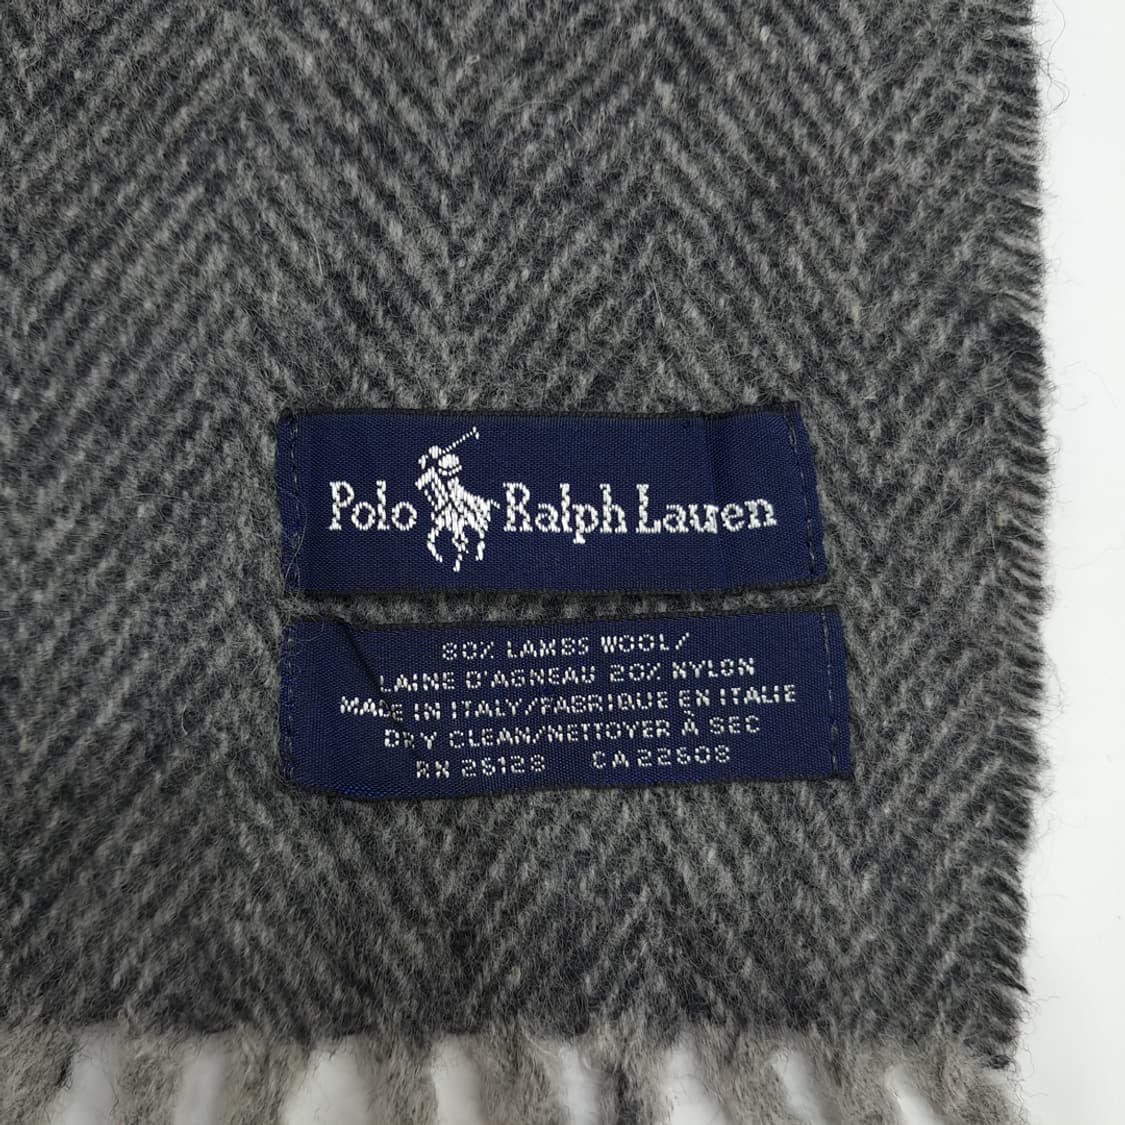 Polo Ralph Lauren
80% LAMBS WOOL/
LAINE D'AGNEAU 20% NYLON
MADE IN ITALY/FABRIQUE EN ITALIE
DRY CLEAN/NETTOYER À SEC
RN 26128 CA 22608